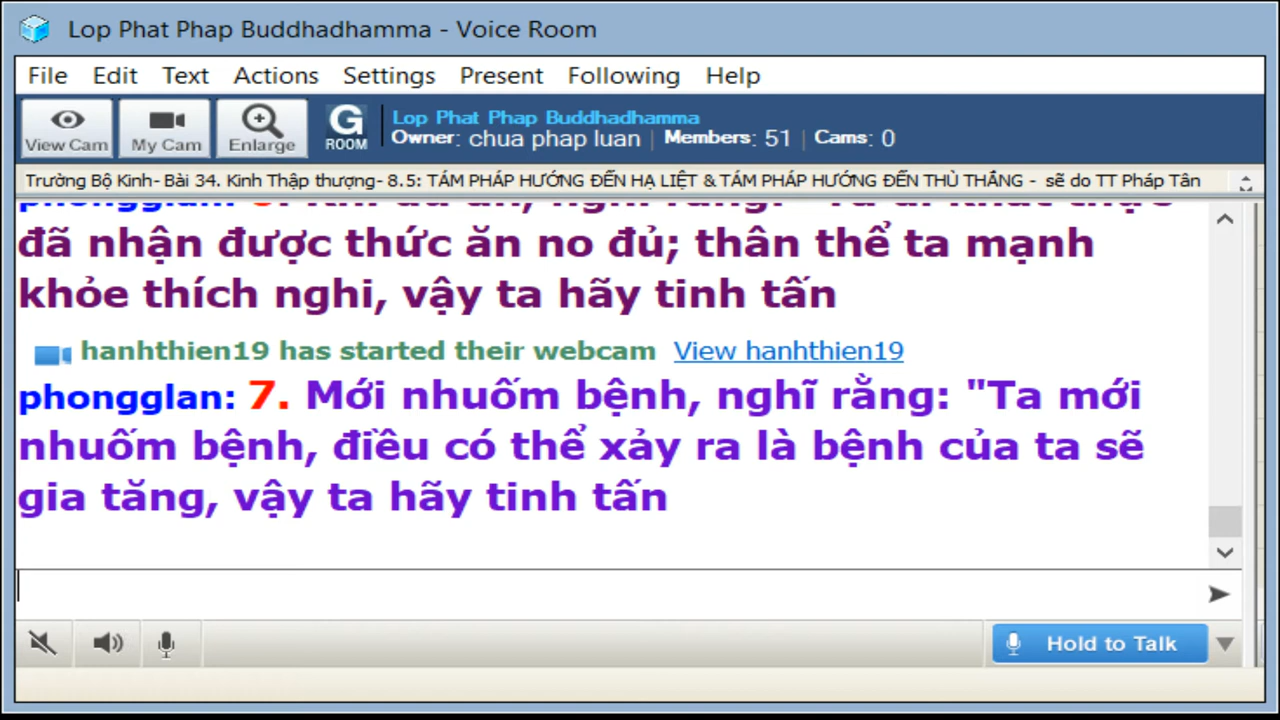 Lop Phat Phap Buddhadhamma - Voice Room
File Edit Text Actions Settings Present Following Help
View Cam My Cam Enlarge G ROOM
Lop Phat Phap Buddhadhamma
Owner: chua phap luan | Members: 51 | Cams: 0
Trường Bộ Kinh- Bài 34. Kinh Thập thượng- 8.5: TÁM PHÁP HƯỚNG ĐẾN HẠ LIỆT & TÁM PHÁP HƯỚNG ĐẾN THỦ THẮNG - sẽ do TT Pháp Tân
phongglan:
đã nhận được thức ăn no đủ; thân thể ta mạnh
khỏe thích nghi, vậy ta hãy tinh tấn
hanhthien19 has started their webcam View hanhthien19
phongglan: 7. Mới nhuốm bệnh, nghĩ rằng: "Ta mới
nhuốm bệnh, điều có thể xảy ra là bệnh của ta sẽ
gia tăng, vậy ta hãy tinh tấn
Hold to Talk